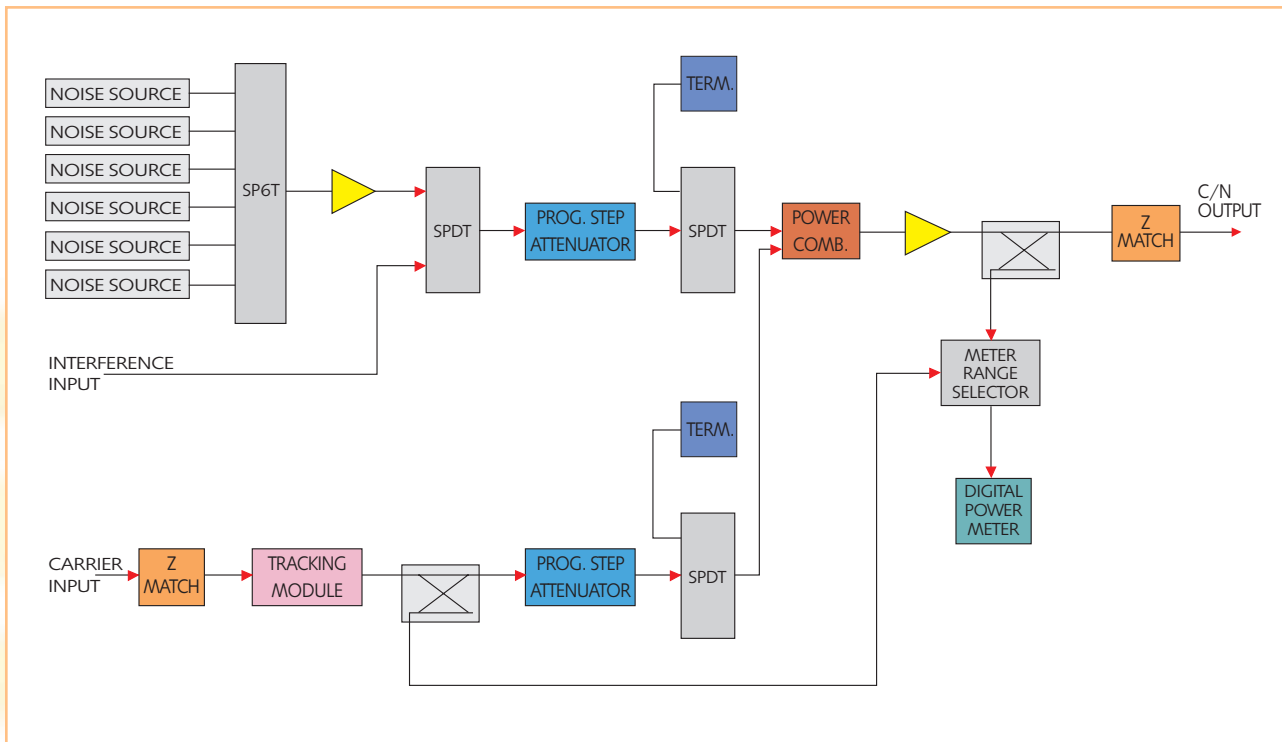 NOISE SOURCE
NOISE SOURCE
NOISE SOURCE
NOISE SOURCE
NOISE SOURCE
NOISE SOURCE
SP6T
INTERFERENCE
INPUT
SPDT
PROG. STEP
ATTENUATOR
TERM.
SPDT
POWER
COMB.
Z
MATCH
C/N
OUTPUT
METER
RANGE
SELECTOR
DIGITAL
POWER
METER
CARRIER
INPUT
Z
MATCH
TRACKING
MODULE
PROG. STEP
ATTENUATOR
TERM.
SPDT